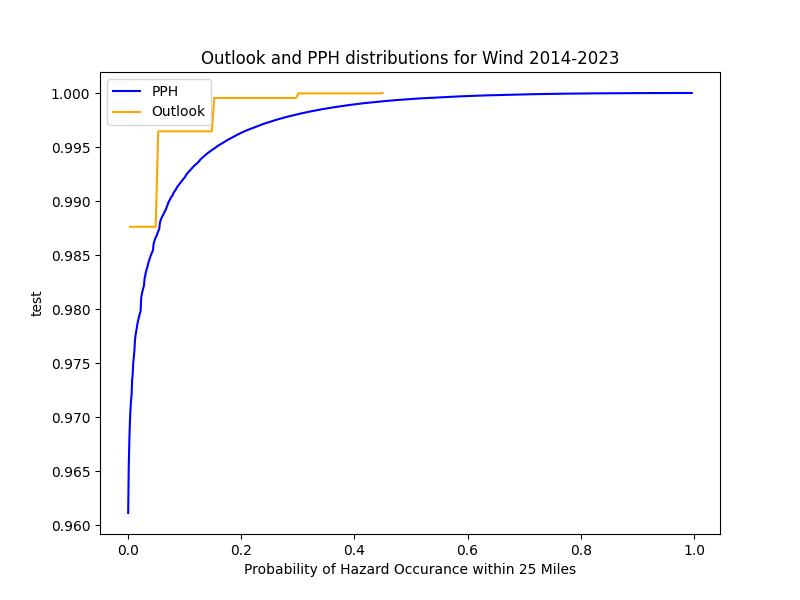 Outlook and PPH distributions for Wind 2014-2023
PPH
Outlook
1.000
0.995
0.990
0.985
0.980
0.975
0.970
0.965
0.960
test
0.0 0.2 0.4 0.6 0.8 1.0
Probability of Hazard Occurance within 25 Miles